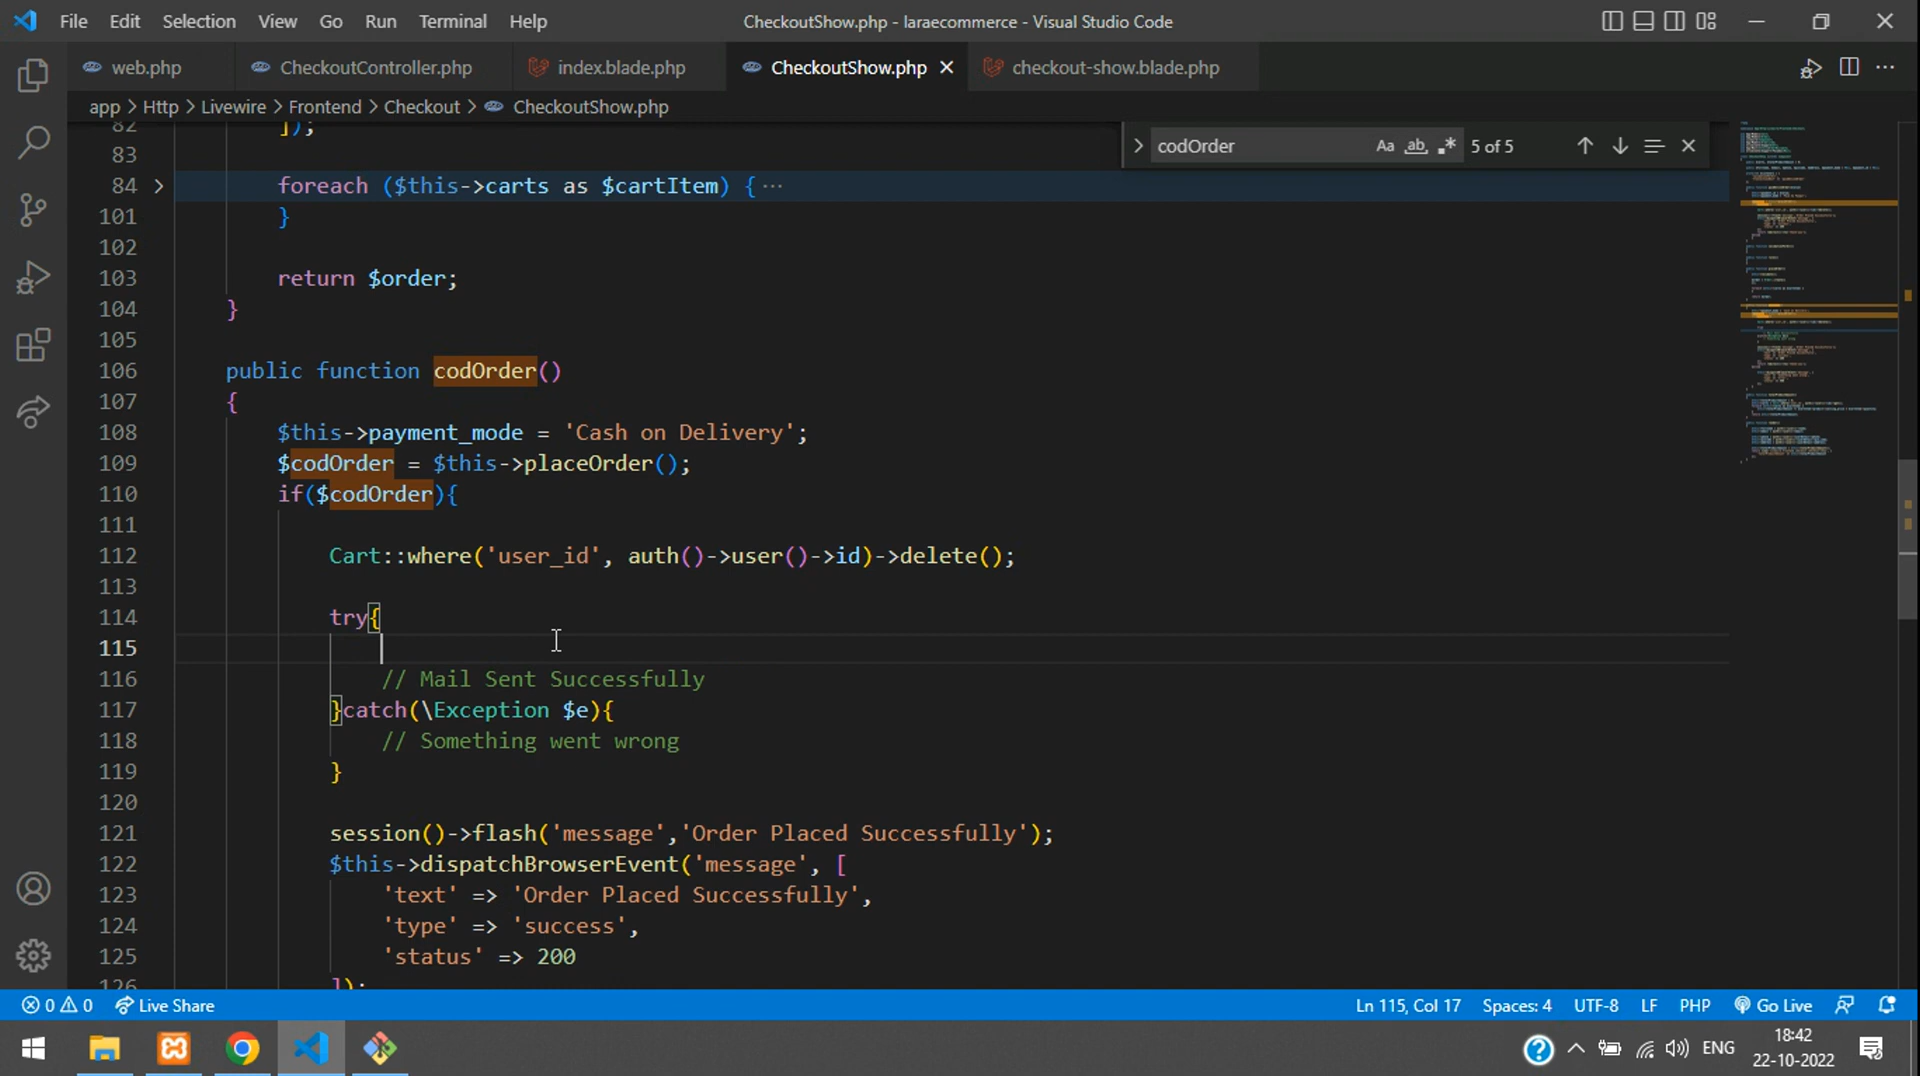 File Edit Selection View Go Run Terminal Help CheckoutShow.php - laraecommerce - Visual Studio Code
web.php CheckoutController.php index.blade.php CheckoutShow.php checkout-show.blade.php
app > Http > Livewire > Frontend > Checkout > CheckoutShow.php
codOrder Aa ab 5 of 5
82 ]);
83
84 foreach ($this->carts as $cartItem) { ...
101 }
102
103 return $order;
104 }
105
106 public function codOrder()
107 {
108 $this->payment_mode = 'Cash on Delivery';
109 $codOrder = $this->placeOrder();
110 if($codOrder){
111
112 Cart::where('user_id', auth()->user()->id)->delete();
113
114 try{
115
116 // Mail Sent Successfully
117 }catch(\Exception $e){
118 // Something went wrong
119 }
120
121 session()->flash('message','Order Placed Successfully');
122 $this->dispatchBrowserEvent('message', [
123 'text' => 'Order Placed Successfully',
124 'type' => 'success',
125 'status' => 200
126 ]);
0 0 Live Share Ln 115, Col 17 Spaces: 4 UTF-8 LF PHP Go Live
ENG 18:42
22-10-2022